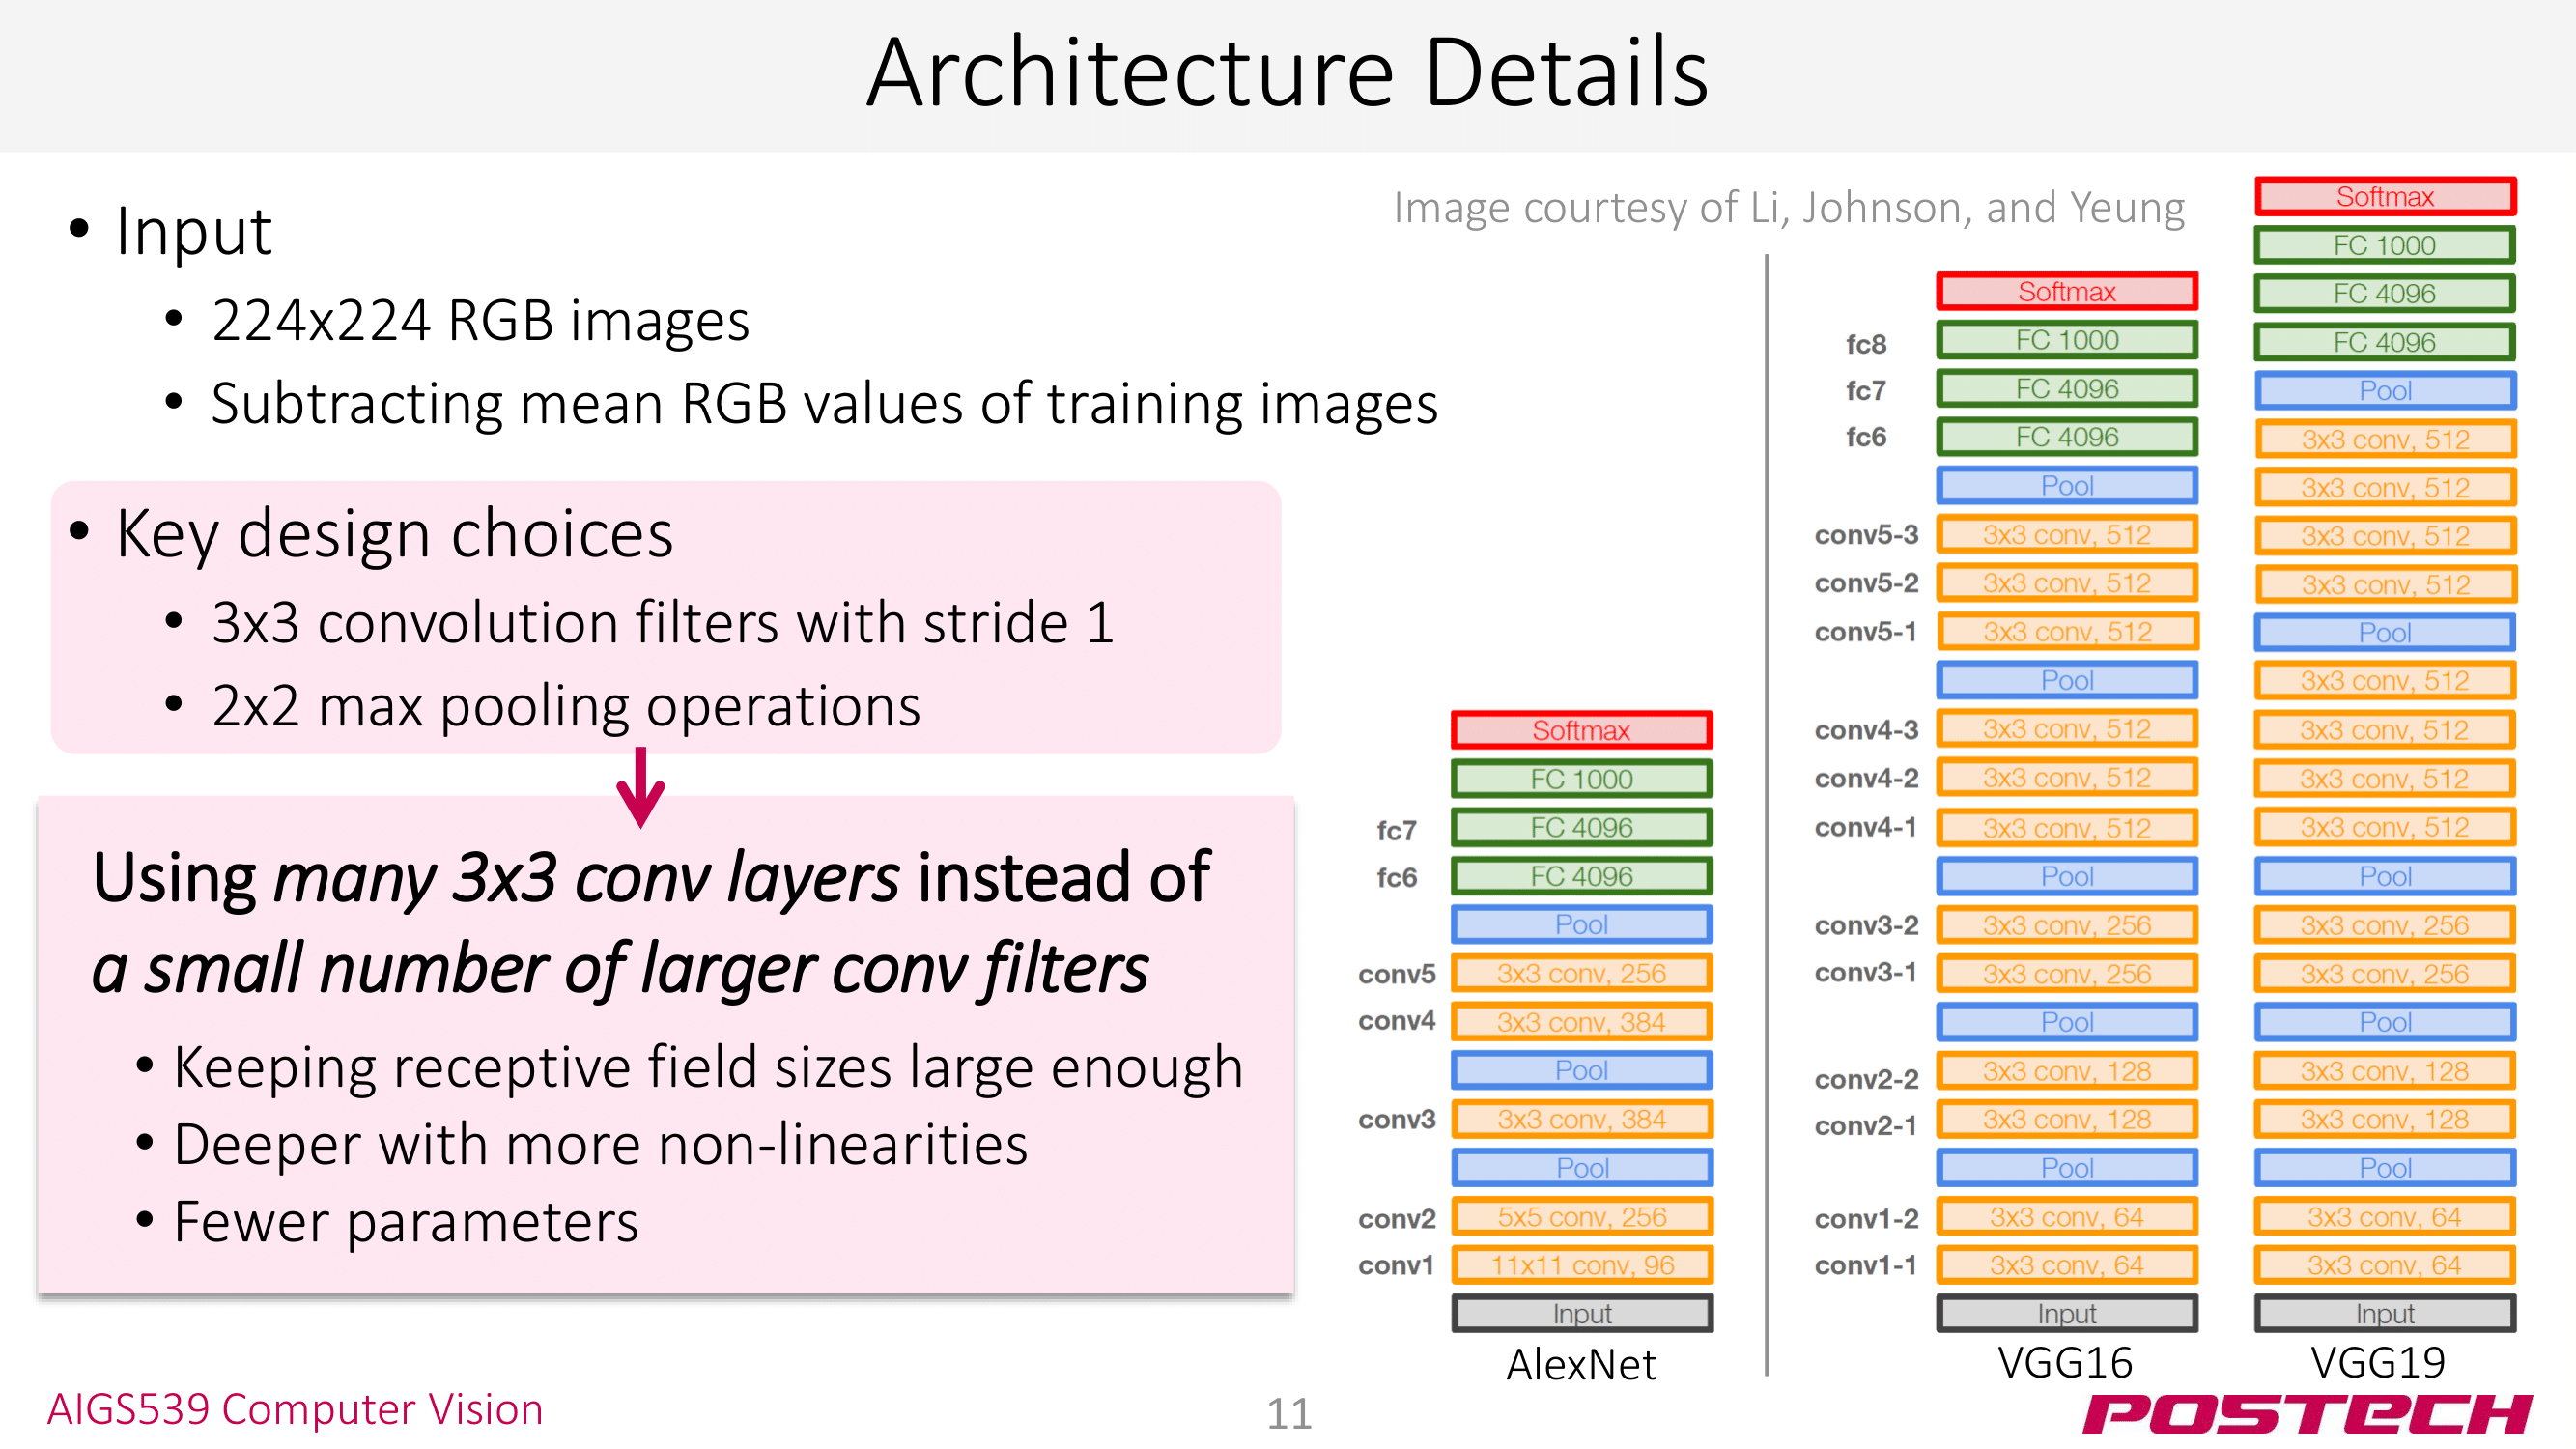 Architecture Details
• Input
• 224x224 RGB images
• Subtracting mean RGB values of training images
• Key design choices
• 3x3 convolution filters with stride 1
• 2x2 max pooling operations
Using many 3x3 conv layers instead of
a small number of larger conv filters
• Keeping receptive field sizes large enough
• Deeper with more non-linearities
• Fewer parameters
Image courtesy of Li, Johnson, and Yeung
Softmax
FC 1000
fc7 FC 4096
fc6 FC 4096
Pool
conv5 3x3 conv, 256
conv4 3x3 conv, 384
Pool
conv3 3x3 conv, 384
Pool
conv2 5x5 conv, 256
conv1 11x11 conv, 96
Input
AlexNet
Softmax
fc8 FC 1000
fc7 FC 4096
fc6 FC 4096
Pool
conv5-3 3x3 conv, 512
conv5-2 3x3 conv, 512
conv5-1 3x3 conv, 512
Pool
conv4-3 3x3 conv, 512
conv4-2 3x3 conv, 512
conv4-1 3x3 conv, 512
Pool
conv3-2 3x3 conv, 256
conv3-1 3x3 conv, 256
Pool
conv2-2 3x3 conv, 128
conv2-1 3x3 conv, 128
Pool
conv1-2 3x3 conv, 64
conv1-1 3x3 conv, 64
Input
VGG16
Softmax
FC 1000
FC 4096
FC 4096
Pool
3x3 conv, 512
3x3 conv, 512
3x3 conv, 512
3x3 conv, 512
Pool
3x3 conv, 512
3x3 conv, 512
3x3 conv, 512
3x3 conv, 512
Pool
3x3 conv, 256
3x3 conv, 256
Pool
3x3 conv, 128
3x3 conv, 128
Pool
3x3 conv, 64
3x3 conv, 64
Input
VGG19
AIGS539 Computer Vision
11
POSTECH